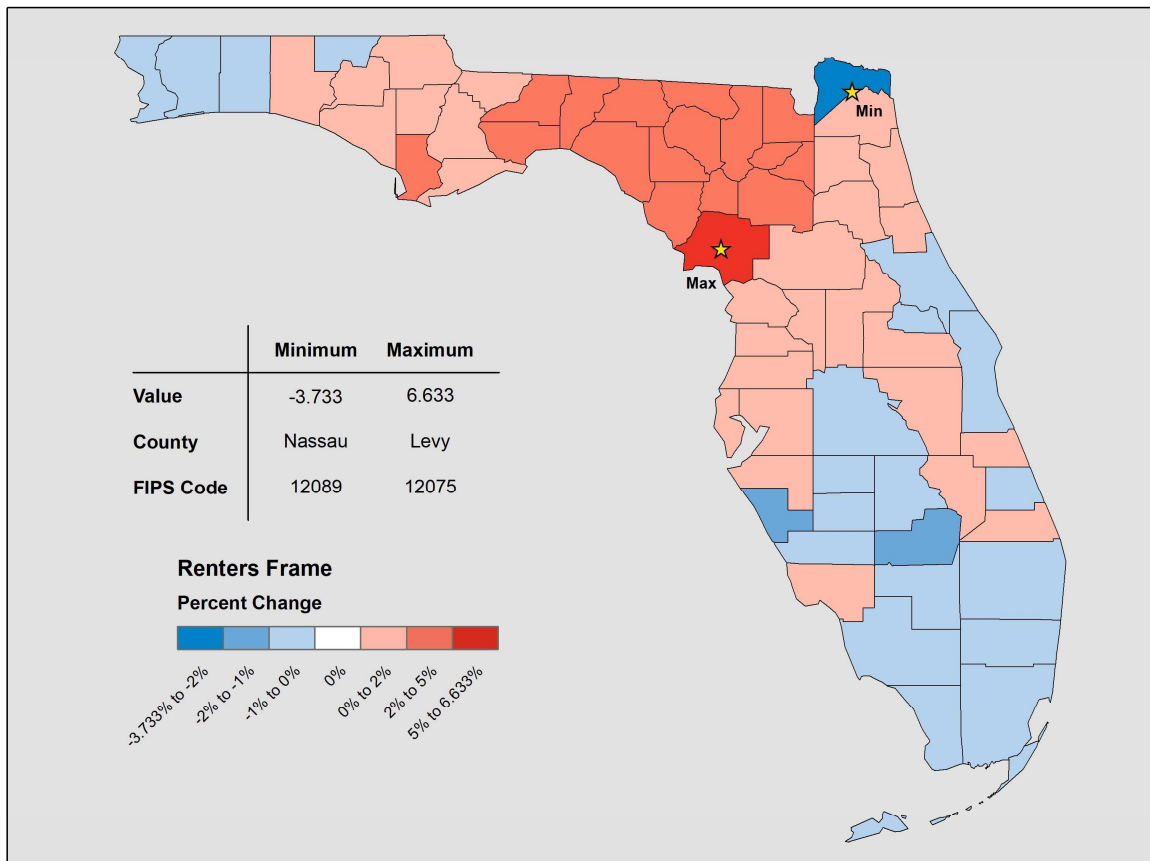 Min
Max
Minimum Maximum
Value -3.733 6.633
County Nassau Levy
FIPS Code 12089 12075
Renters Frame
Percent Change
-3.733% to -2%
-2% to -1%
-1% to 0%
0%
0% to 2%
2% to 5%
5% to 6.633%